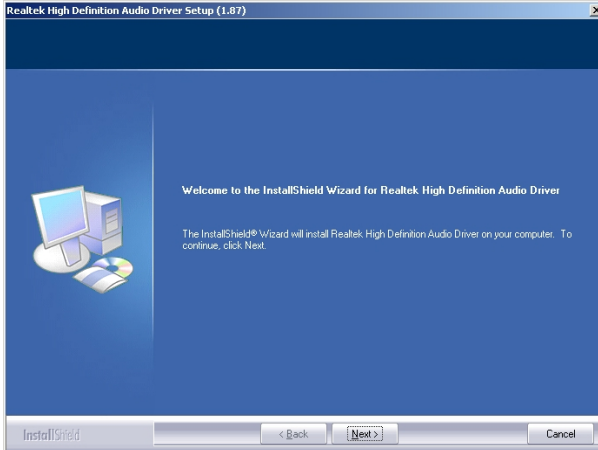 Realtek High Definition Audio Driver Setup (1.87)
Welcome to the InstallShield Wizard for Realtek High Definition Audio Driver
The InstallShield® Wizard will install Realtek High Definition Audio Driver on your computer. To
continue, click Next.
InstallShield
< Back
Next >
Cancel